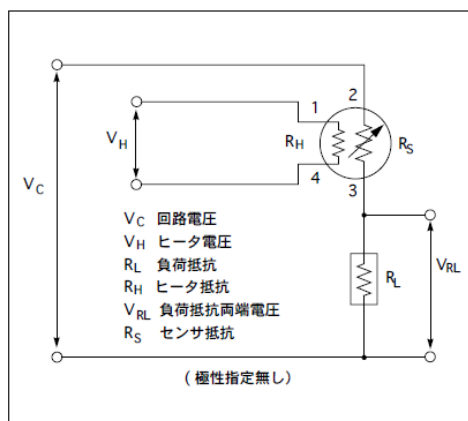 1
2
V_H
R_H
R_S
4
3
V_C
V_C 回路電圧
V_H ヒータ電圧
R_L 負荷抵抗
R_H ヒータ抵抗
V_RL 負荷抵抗両端電圧
R_S センサ抵抗
R_L
V_RL
(極性指定無し)